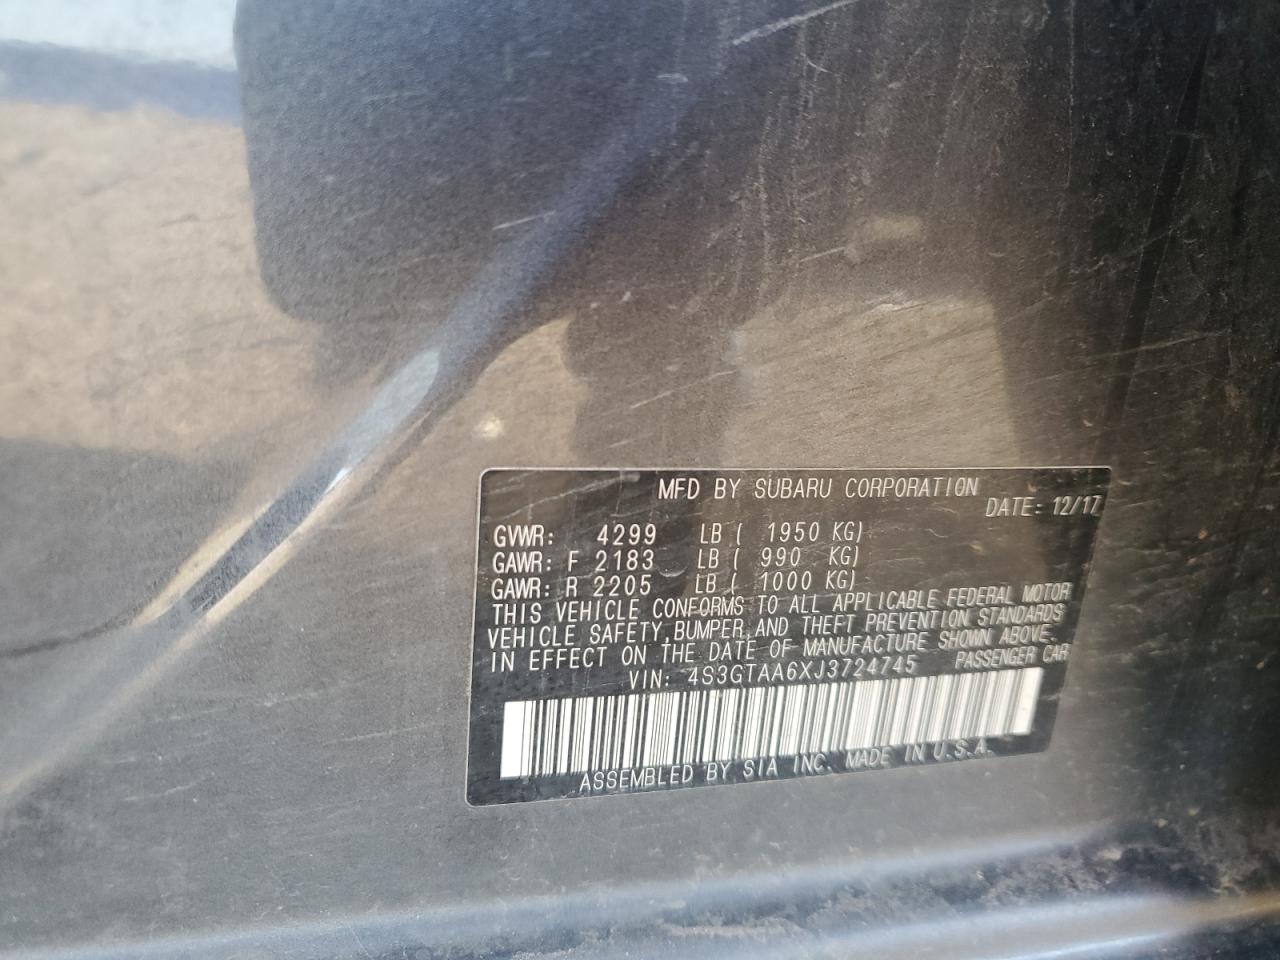 MFD BY SUBARU CORPORATION
DATE: 12/17
GVWR: 4299 LB ( 1950 KG)
GAWR: F 2183 LB ( 990 KG)
GAWR: R 2205 LB ( 1000 KG)
THIS VEHICLE CONFORMS TO ALL APPLICABLE FEDERAL MOTOR
VEHICLE SAFETY, BUMPER, AND THEFT PREVENTION STANDARDS
IN EFFECT ON THE DATE OF MANUFACTURE SHOWN ABOVE.
VIN: 4S3GTAA6XJ3724745 PASSENGER CAR
ASSEMBLED BY SIA INC. MADE IN U.S.A.